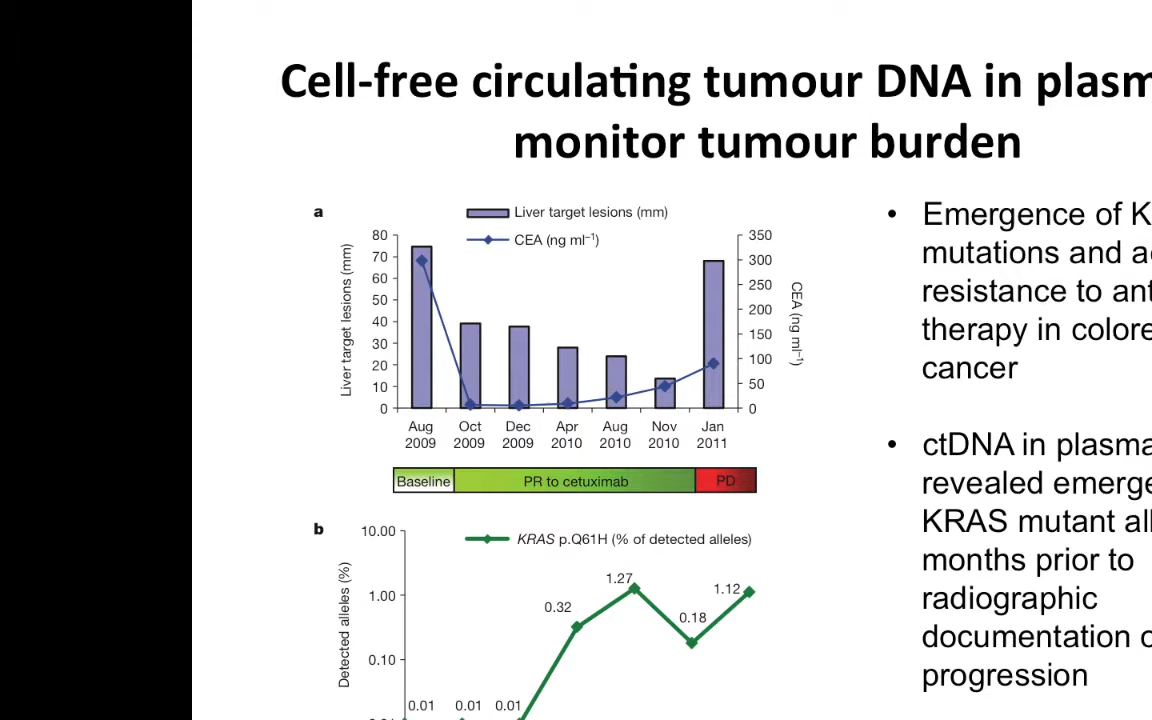 Cell-free circulating tumour DNA in plasm
monitor tumour burden
a
Liver target lesions (mm)
CEA (ng ml⁻¹)
Liver target lesions (mm)
80
70
60
50
40
30
20
10
0
350
300
250
200
150
100
50
0
CEA (ng ml⁻¹)
Aug Oct Dec Apr Aug Nov Jan
2009 2009 2009 2010 2010 2010 2011
Baseline PR to cetuximab PD
b
KRAS p.Q61H (% of detected alleles)
Detected alleles (%)
10.00
1.00
0.10
0.01 0.01 0.01 0.32 1.27 0.18 1.12
• Emergence of K
mutations and a
resistance to ant
therapy in colore
cancer
• ctDNA in plasma
revealed emerge
KRAS mutant all
months prior to
radiographic
documentation o
progression